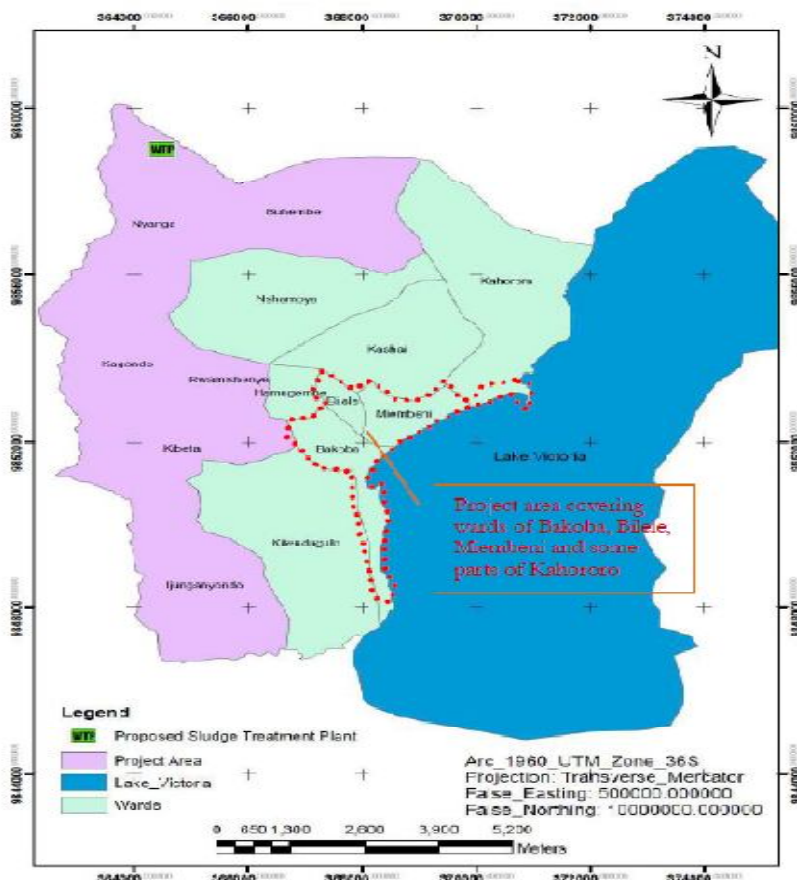 364000 366000 368000 370000 372000 374000
N
WTP
Nyanga
Buhembe
Kahororo
Nshambya
Kashai
Kagondo
Rwamishenye
Hamugembe
Bilele
Miembeni
Bakoba
Kibeta
Lake Victoria
Project area covering
wards of Bakoba, Bilele,
Miembeni and some
parts of Kahororo
Kitendaguro
Ijunganyondo
Legend
WTP Proposed Sludge Treatment Plant
Project Area
Lake_Victoria
Wards
Arc_1960_UTM_Zone_36S
Projection: Transverse_Mercator
False_Easting: 500000.000000
False_Northing: 10000000.000000
0 650 1,300 2,600 3,900 5,200
Meters